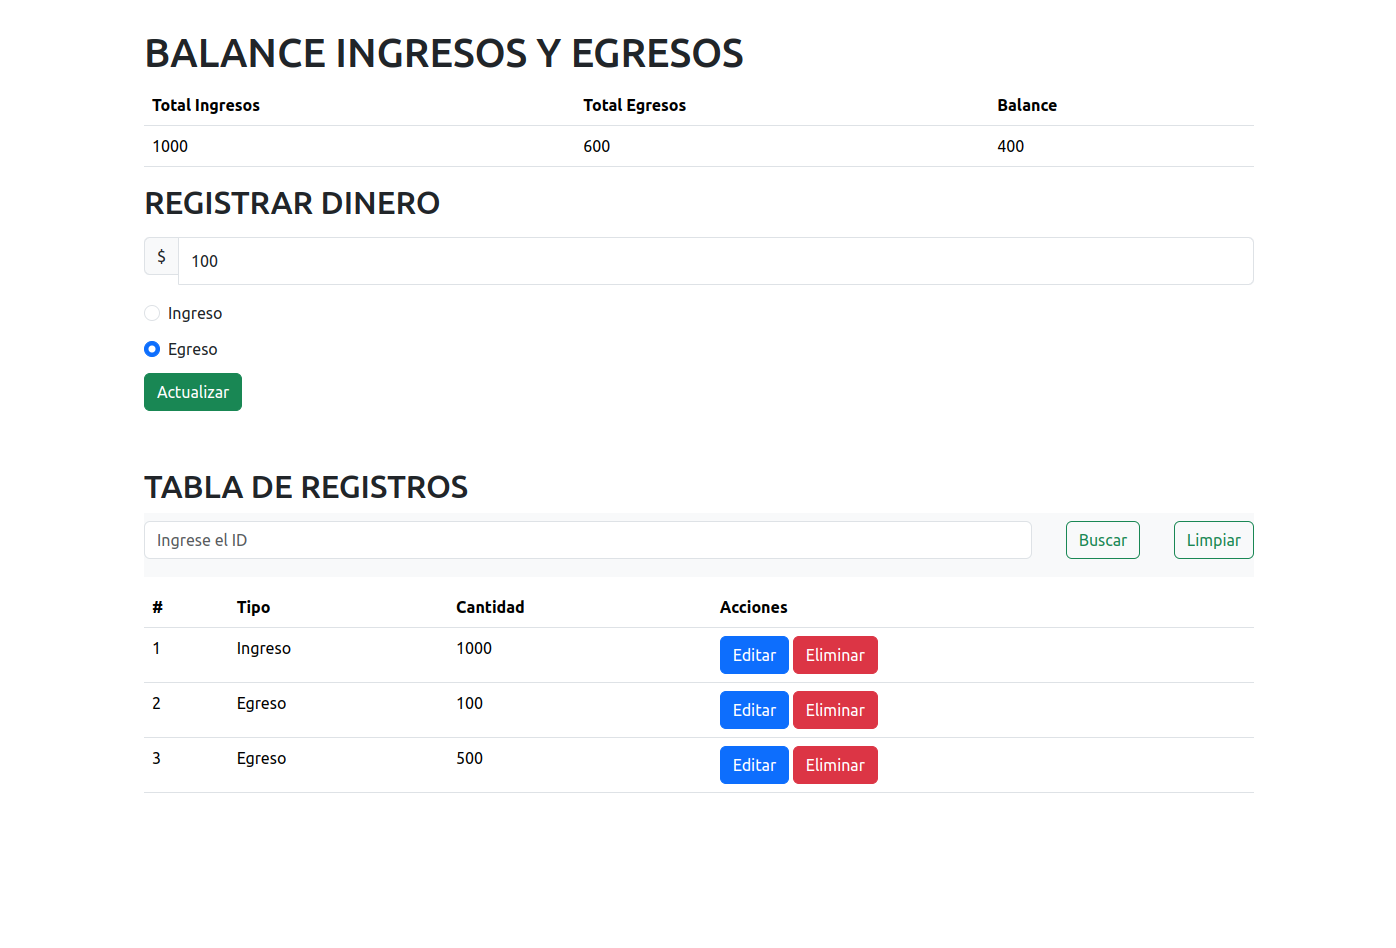 BALANCE INGRESOS Y EGRESOS
Total Ingresos Total Egresos Balance
1000 600 400
REGISTRAR DINERO
$ 100
Ingreso
Egreso
Actualizar
TABLA DE REGISTROS
Ingrese el ID Buscar Limpiar
# Tipo Cantidad Acciones
1 Ingreso 1000 Editar Eliminar
2 Egreso 100 Editar Eliminar
3 Egreso 500 Editar Eliminar